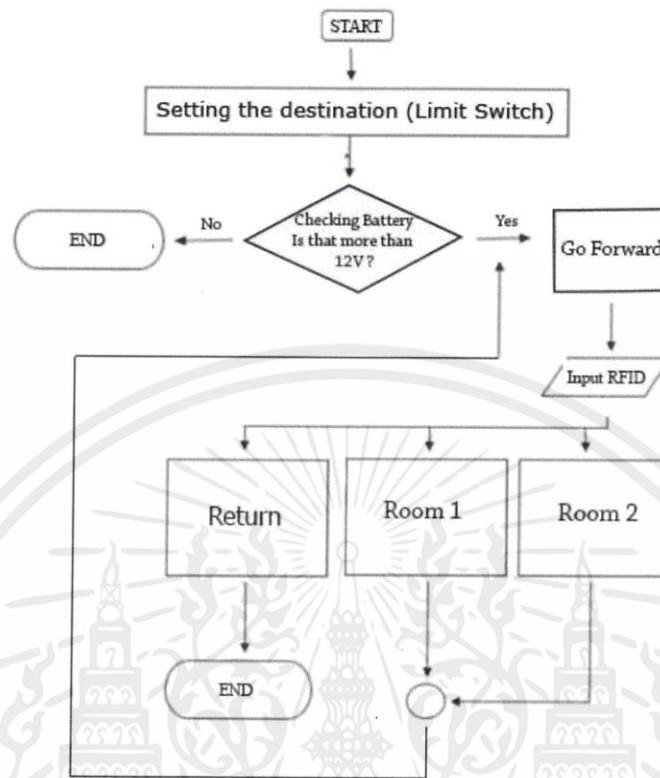 START
Setting the destination (Limit Switch)
Checking Battery
Is that more than
12V?
No
Yes
END
Go Forward
Input RFID
Return
Room 1
Room 2
END